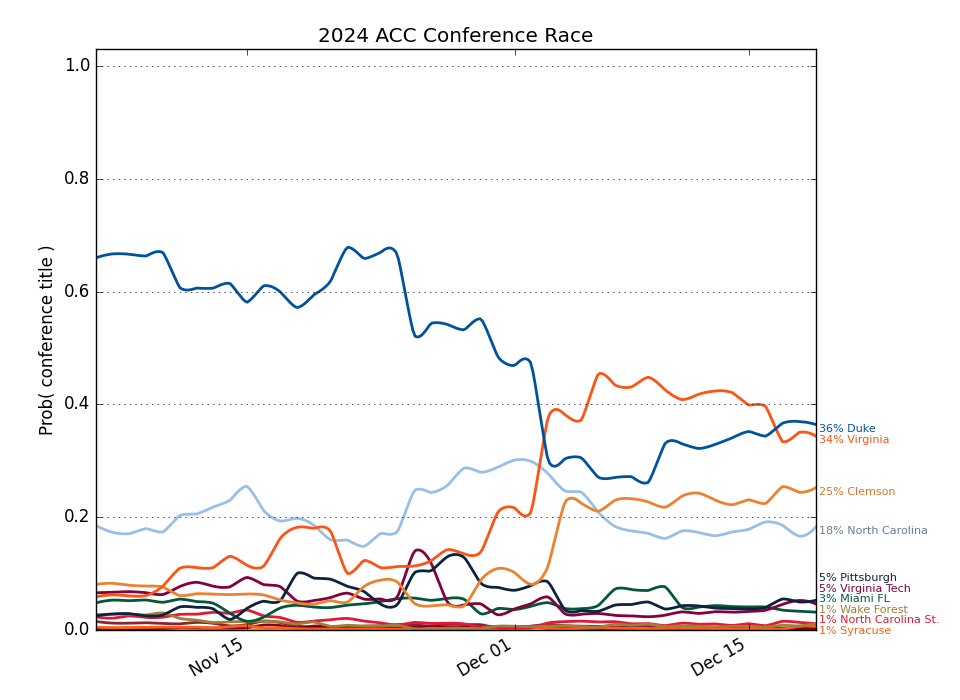 2024 ACC Conference Race
Prob( conference title )
1.0
0.8
0.6
0.4
0.2
0.0
Nov 15
Dec 01
Dec 15
36% Duke
34% Virginia
25% Clemson
18% North Carolina
5% Pittsburgh
5% Virginia Tech
3% Miami FL
1% Wake Forest
1% North Carolina St.
1% Syracuse